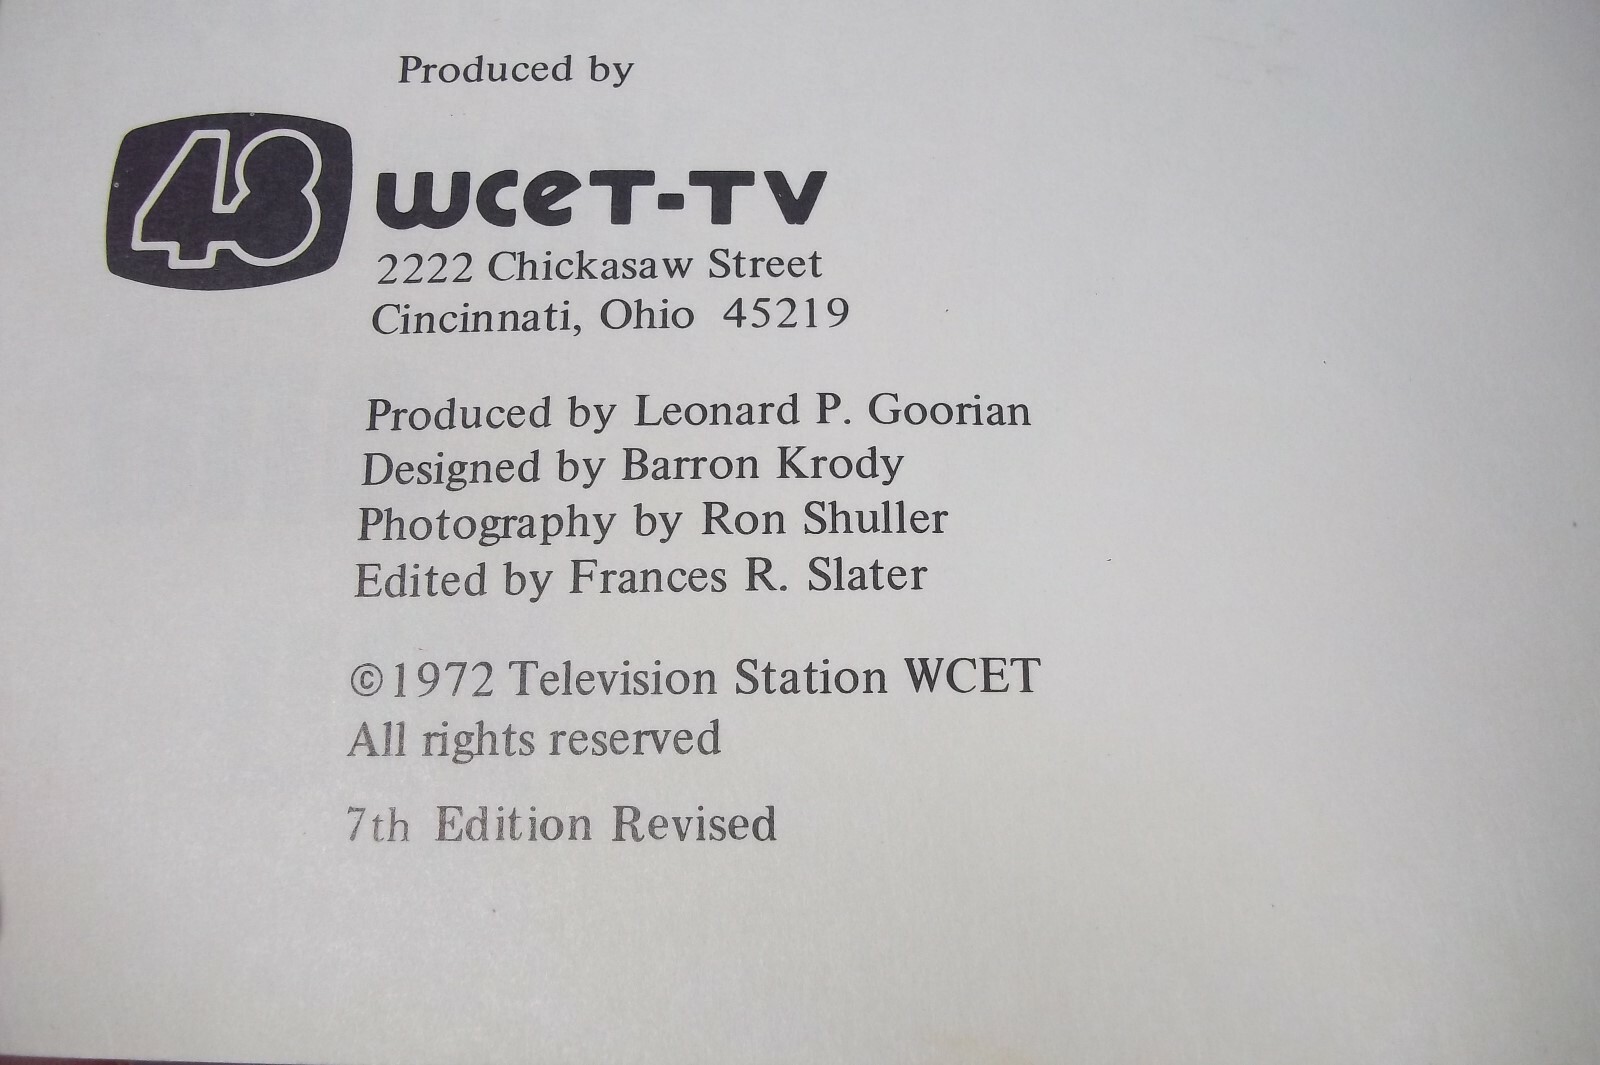 Produced by
48
WCET-TV
2222 Chickasaw Street
Cincinnati, Ohio 45219
Produced by Leonard P. Goorian
Designed by Barron Krody
Photography by Ron Shuller
Edited by Frances R. Slater
©1972 Television Station WCET
All rights reserved
7th Edition Revised